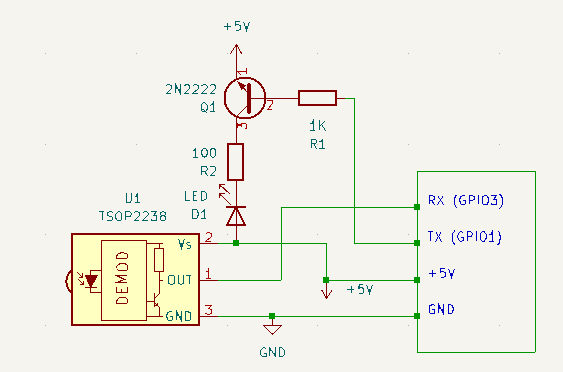 +5V
1
2N2222
Q1
2
3
1K
R1
100
R2
LED
D1
U1
TSOP2238
Vs
2
DEMOD
OUT
1
GND
3
+5V
GND
RX (GPIO3)
TX (GPIO1)
+5V
GND